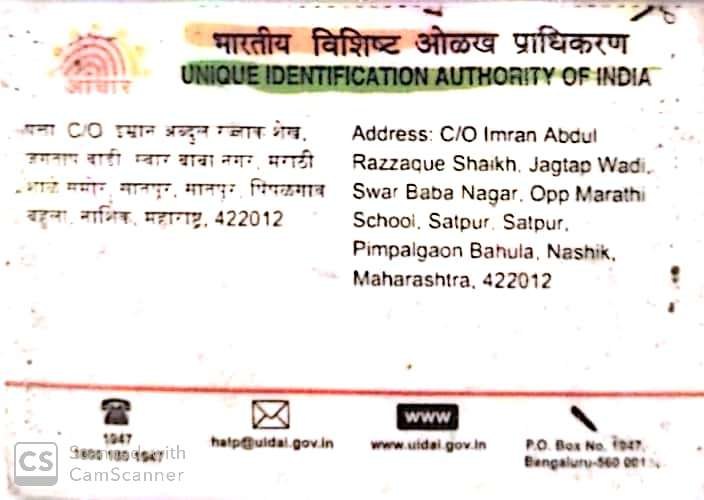 भारतीय विशिष्ट ओळख प्राधिकरण
UNIQUE IDENTIFICATION AUTHORITY OF INDIA
आधार
पत्ता C/O इम्रान अब्दुल रज्जाक शेख,
जगताप वाडी स्वार बाबा नगर, मराठी
शाळे समोर, सातपुर, सातपुर, पिंपळगाव
बहुला, नाशिक, महाराष्ट्र, 422012
Address: C/O Imran Abdul
Razzaque Shaikh, Jagtap Wadi,
Swar Baba Nagar, Opp Marathi
School, Satpur, Satpur,
Pimpalgaon Bahula, Nashik,
Maharashtra, 422012
1947
1800 180 1947
help@uidai.gov.in
www
www.uidai.gov.in
P.O. Box No. 1947,
Bengaluru-560 001
CS Scanned with
CamScanner